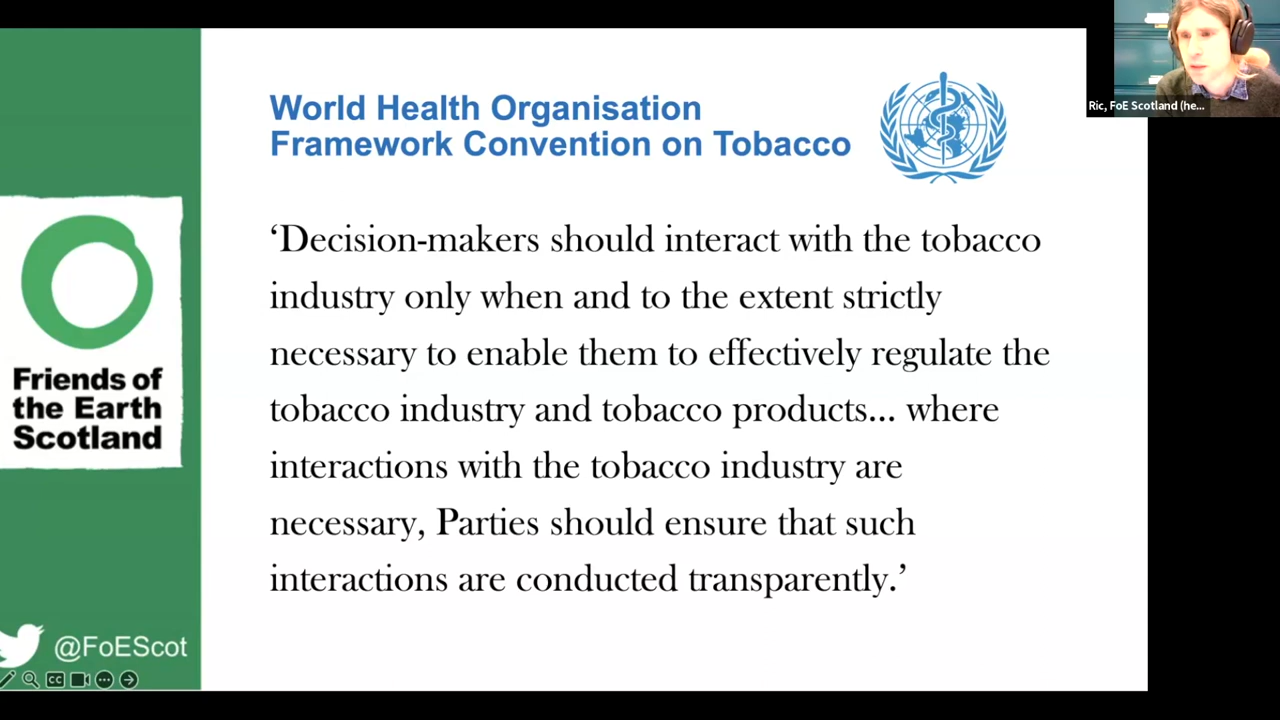 World Health Organisation
Framework Convention on Tobacco
‘Decision-makers should interact with the tobacco
industry only when and to the extent strictly
necessary to enable them to effectively regulate the
tobacco industry and tobacco products... where
interactions with the tobacco industry are
necessary, Parties should ensure that such
interactions are conducted transparently.’
Friends of
the Earth
Scotland
@FoEScot
CC
Ric, FoE Scotland (he...